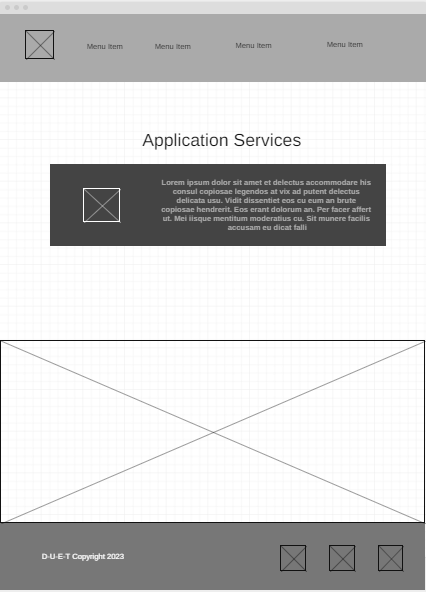 Menu Item Menu Item Menu Item Menu Item
Application Services
Lorem ipsum dolor sit amet et delectus accommodare his
consul copiosae legendos at vix ad putent delectus
delicata usu. Vidit dissentiet eos cu eum an brute
copiosae hendrerit. Eos erant dolorum an. Per facer affert
ut. Mei iisque mentitum moderatius cu. Sit munere facilis
accusam eu dicat falli
D-U-E-T Copyright 2023